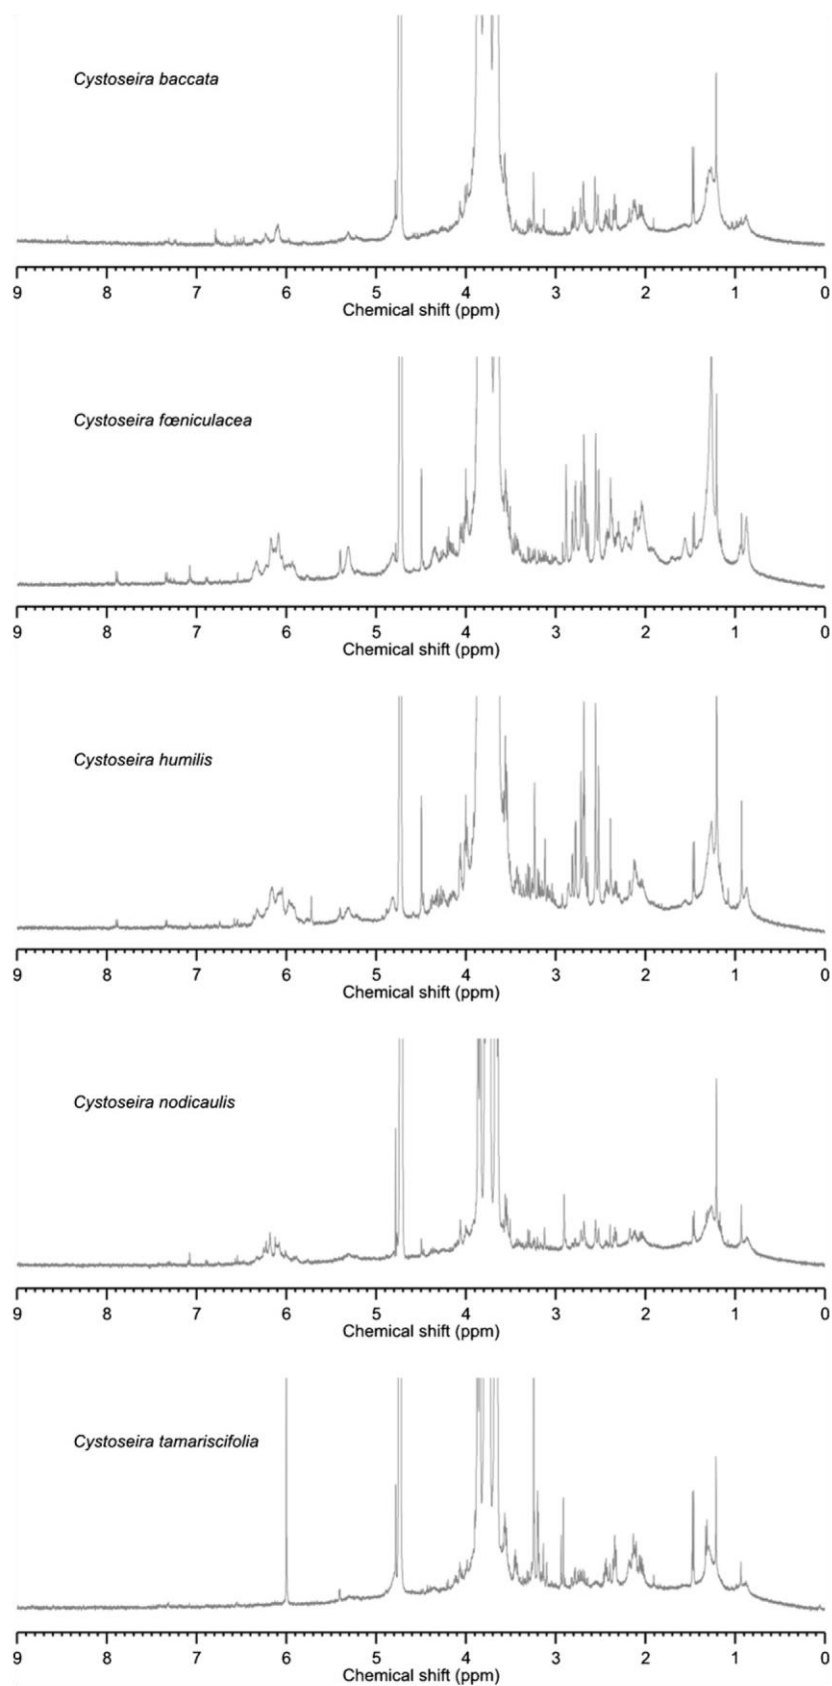 Cystoseira baccata
9 8 7 6 5 4 3 2 1 0
Chemical shift (ppm)
Cystoseira fœniculacea
9 8 7 6 5 4 3 2 1 0
Chemical shift (ppm)
Cystoseira humilis
9 8 7 6 5 4 3 2 1 0
Chemical shift (ppm)
Cystoseira nodicaulis
9 8 7 6 5 4 3 2 1 0
Chemical shift (ppm)
Cystoseira tamariscifolia
9 8 7 6 5 4 3 2 1 0
Chemical shift (ppm)